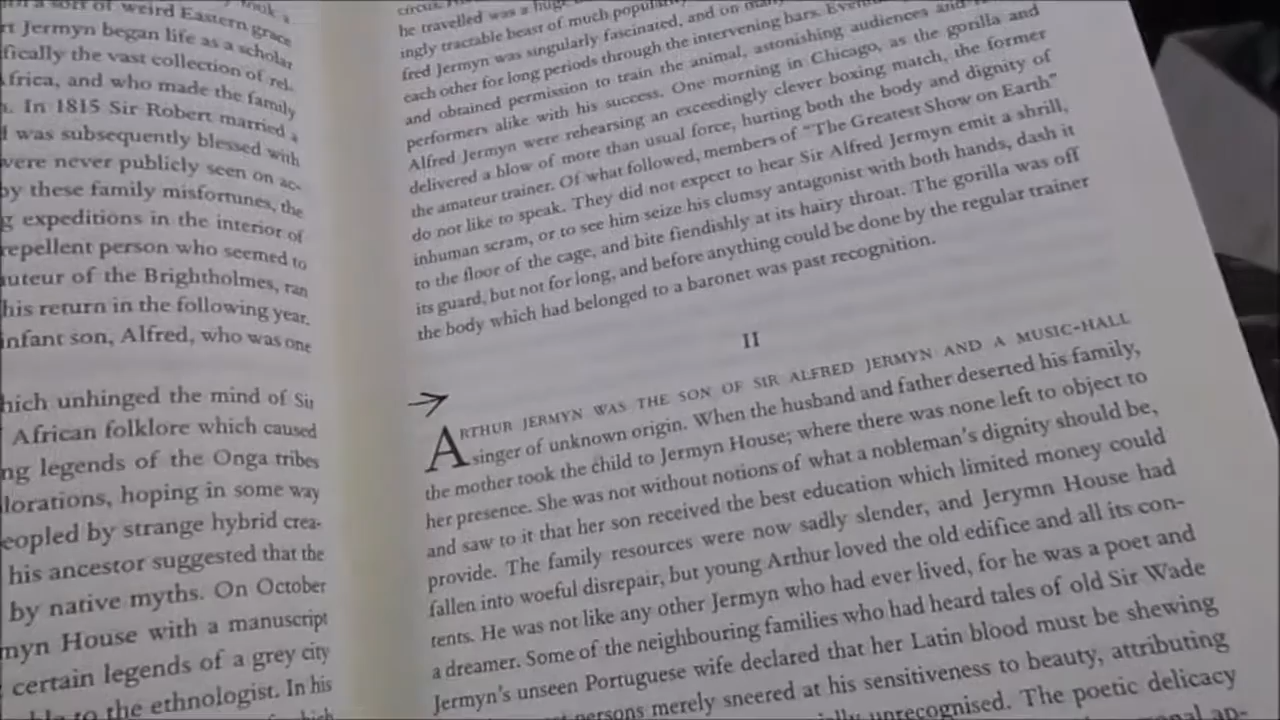 of weird Eastern grace
Jermyn began life as a scholar
fically the vast collection of rel-
frica, and who made the family
In 1815 Sir Robert married a
was subsequently blessed with
were never publicly seen on ac-
by these family misfortunes, the
expeditions in the interior of
repellent person who seemed to
auteur of the Brightholmes, ran
his return in the following year.
infant son, Alfred, who was one
hich unhinged the mind of Sir
African folklore which caused
ng legends of the Onga tribes
lorations, hoping in some way
eopled by strange hybrid crea-
his ancestor suggested that the
by native myths. On October
myn House with a manuscript
certain legends of a grey city
to the ethnologist. In his
which
circus.
he travelled was a huge beast of much
ingly tractable beast of much popularity
fred Jermyn was singularly fascinated, and on many
each other for long periods through the intervening bars.
and obtained permission to train the animal, astonishing audiences and
performers alike with his success. One morning in Chicago, as the gorilla and
Alfred Jermyn were rehearsing an exceedingly clever boxing match, the former
delivered a blow of more than usual force, hurting both the body and dignity of
the amateur trainer. Of what followed, members of "The Greatest Show on Earth"
do not like to speak. They did not expect to hear Sir Alfred Jermyn emit a shrill,
inhuman scram, or to see him seize his clumsy antagonist with both hands, dash it
to the floor of the cage, and bite fiendishly at its hairy throat. The gorilla was off
its guard, but not for long, and before anything could be done by the regular trainer
the body which had belonged to a baronet was past recognition.
II
ARTHUR JERMYN WAS THE SON OF SIR ALFRED JERMYN AND A MUSIC-HALL
singer of unknown origin. When the husband and father deserted his family,
the mother took the child to Jermyn House; where there was none left to object to
her presence. She was not without notions of what a nobleman's dignity should be,
and saw to it that her son received the best education which limited money could
provide. The family resources were now sadly slender, and Jerymn House had
fallen into woeful disrepair, but young Arthur loved the old edifice and all its con-
tents. He was not like any other Jermyn who had ever lived, for he was a poet and
a dreamer. Some of the neighbouring families who had heard tales of old Sir Wade
Jermyn's unseen Portuguese wife declared that her Latin blood must be shewing
persons merely sneered at his sensitiveness to beauty, attributing
unrecognised. The poetic delicacy